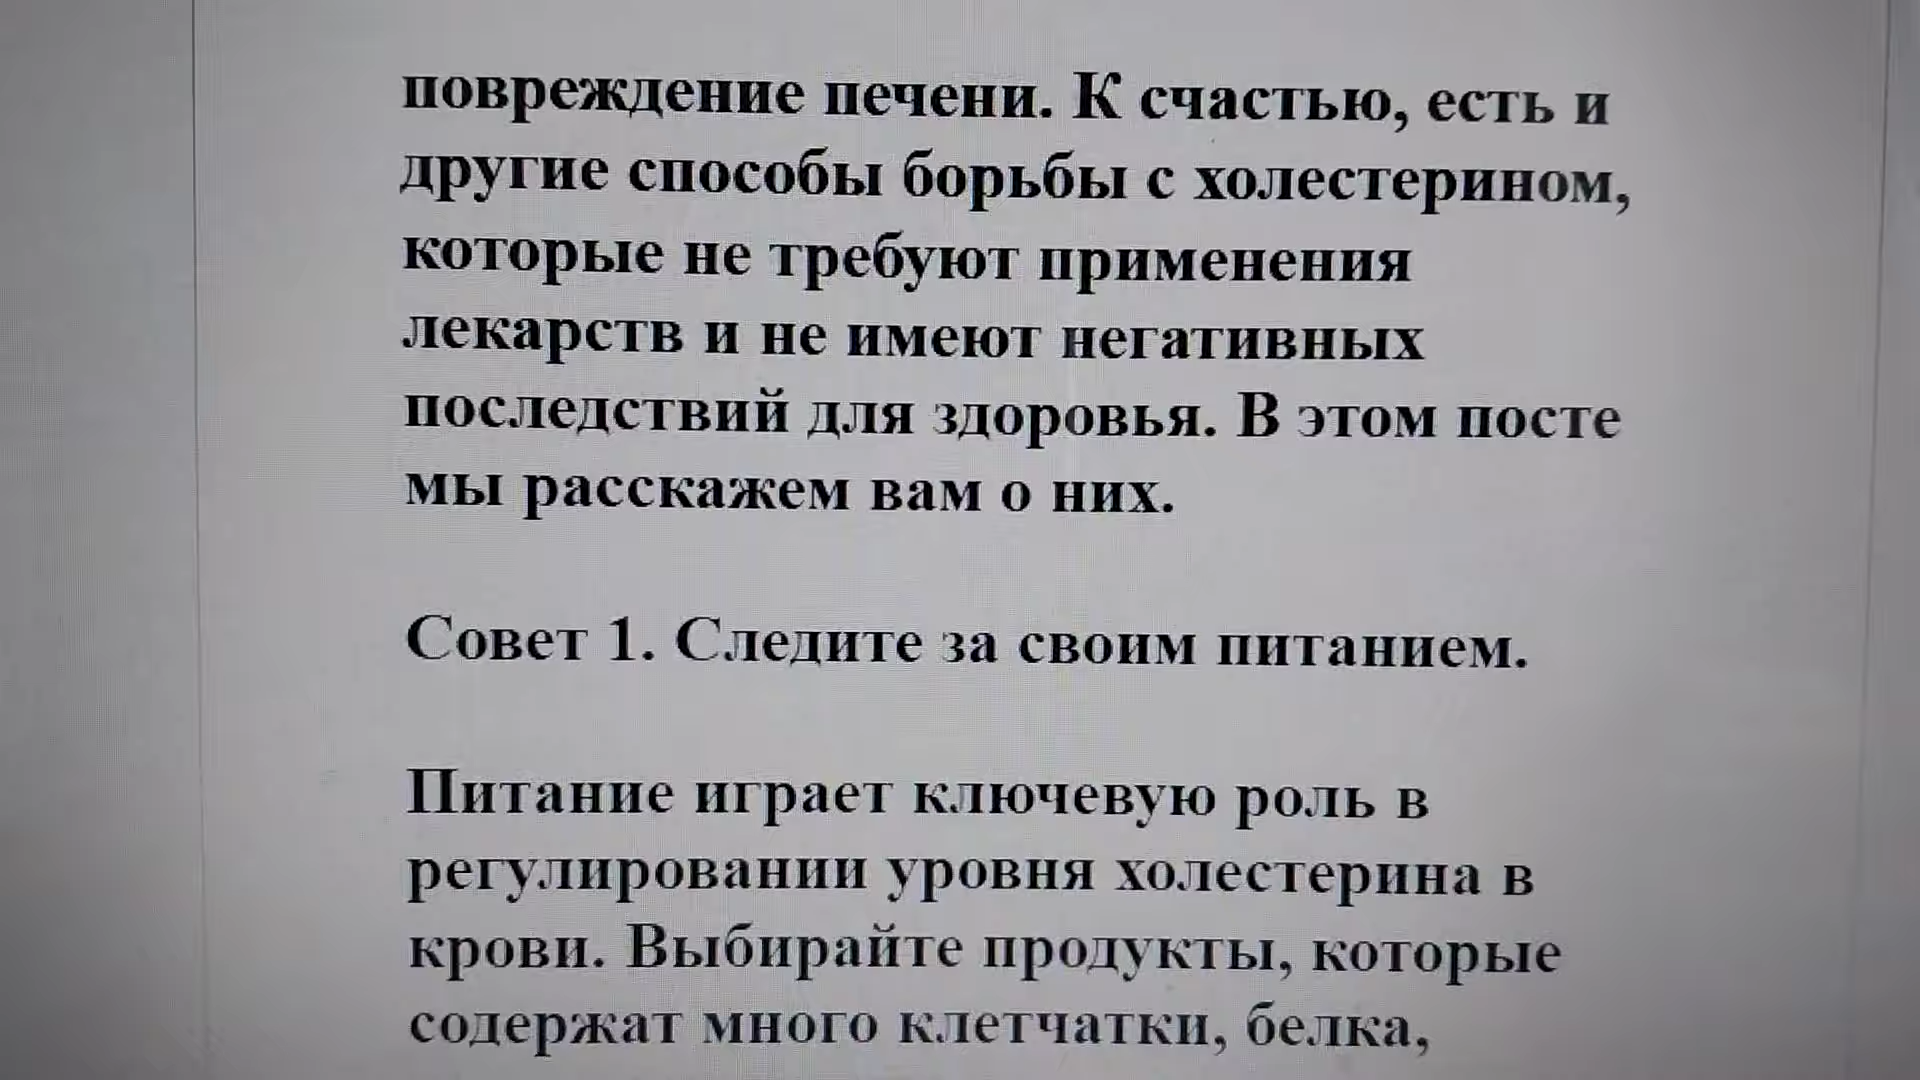 повреждение печени. К счастью, есть и
другие способы борьбы с холестерином,
которые не требуют применения
лекарств и не имеют негативных
последствий для здоровья. В этом посте
мы расскажем вам о них.
Совет 1. Следите за своим питанием.
Питание играет ключевую роль в
регулировании уровня холестерина в
крови. Выбирайте продукты, которые
содержат много клетчатки, белка,